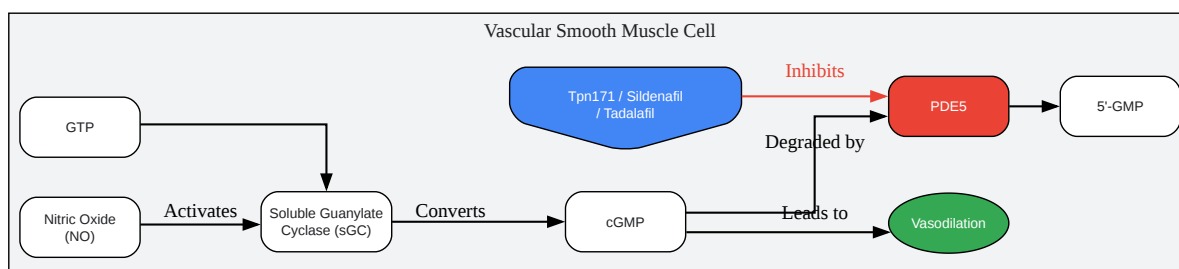 Vascular Smooth Muscle Cell
Inhibits
Tpn171 / Sildenafil
/ Tadalafil
PDE5
5'-GMP
GTP
Degraded by
Nitric Oxide
(NO)
Activates
Soluble Guanylate
Cyclase (sGC)
Converts
cGMP
Leads to
Vasodilation